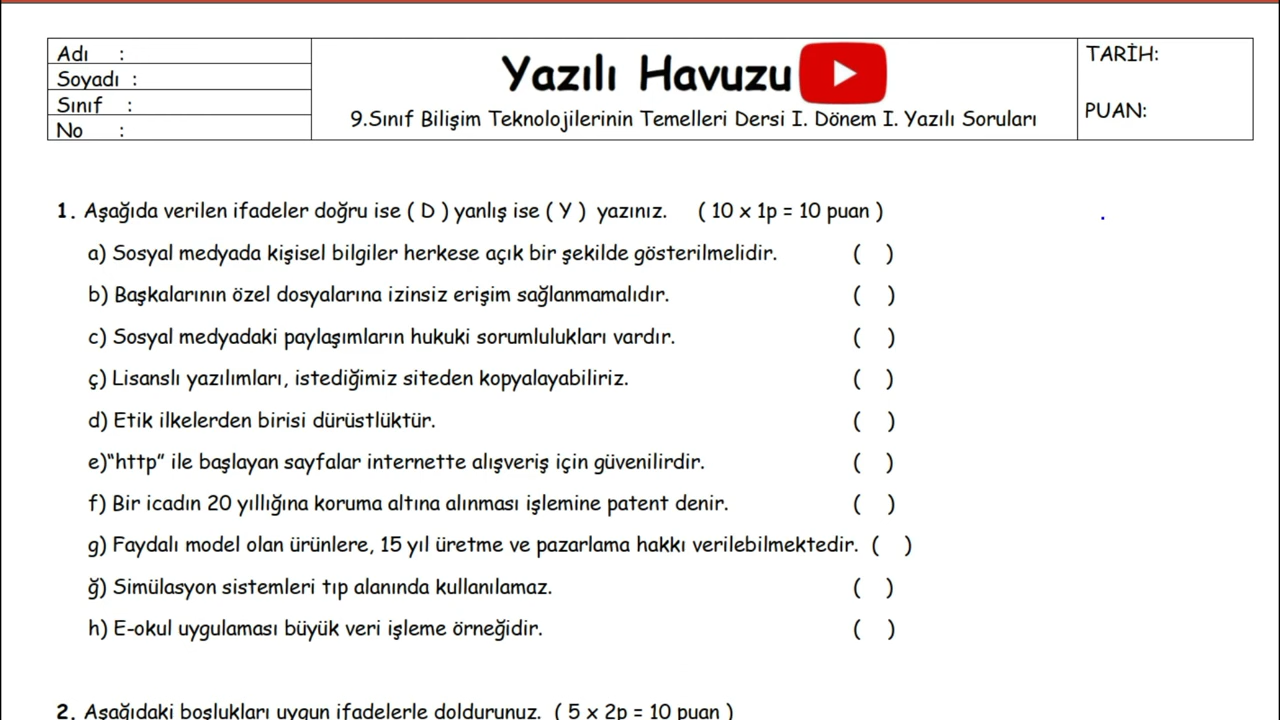 Adı :
Soyadı :
Sınıf :
No :
Yazılı Havuzu
9.Sınıf Bilişim Teknolojilerinin Temelleri Dersi I. Dönem I. Yazılı Soruları
TARİH:
PUAN:
1. Aşağıda verilen ifadeler doğru ise ( D ) yanlış ise ( Y ) yazınız. ( 10 x 1p = 10 puan )
a) Sosyal medyada kişisel bilgiler herkese açık bir şekilde gösterilmelidir. ( )
b) Başkalarının özel dosyalarına izinsiz erişim sağlanmamalıdır. ( )
c) Sosyal medyadaki paylaşımların hukuki sorumlulukları vardır. ( )
ç) Lisanslı yazılımları, istediğimiz siteden kopyalayabiliriz. ( )
d) Etik ilkelerden birisi dürüstlüktür. ( )
e)“http” ile başlayan sayfalar internette alışveriş için güvenilirdir. ( )
f) Bir icadın 20 yıllığına koruma altına alınması işlemine patent denir. ( )
g) Faydalı model olan ürünlere, 15 yıl üretme ve pazarlama hakkı verilebilmektedir. ( )
ğ) Simülasyon sistemleri tıp alanında kullanılamaz. ( )
h) E-okul uygulaması büyük veri işleme örneğidir. ( )
2. Aşağıdaki boşlukları uygun ifadelerle doldurunuz. ( 5 x 2p = 10 puan )